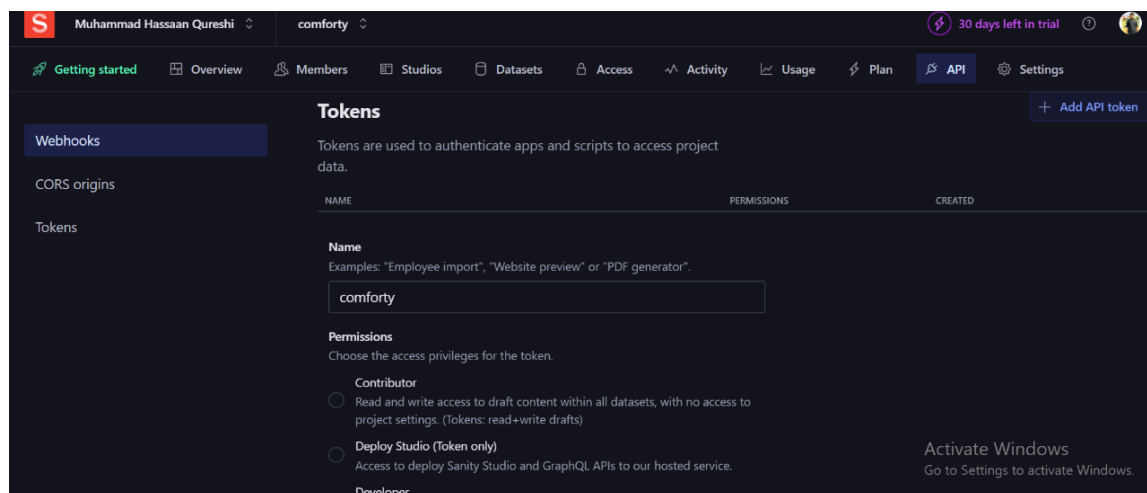 S Muhammad Hassaan Qureshi comforty 30 days left in trial ?
Getting started Overview Members Studios Datasets Access Activity Usage Plan API Settings
Tokens
+ Add API token
Webhooks
CORS origins
Tokens
Tokens are used to authenticate apps and scripts to access project
data.
NAME PERMISSIONS CREATED
Name
Examples: "Employee import", "Website preview" or "PDF generator".
comforty
Permissions
Choose the access privileges for the token.
Contributor
Read and write access to draft content within all datasets, with no access to
project settings. (Tokens: read+write drafts)
Deploy Studio (Token only)
Access to deploy Sanity Studio and GraphQL APIs to our hosted service.
Developer
Activate Windows
Go to Settings to activate Windows.